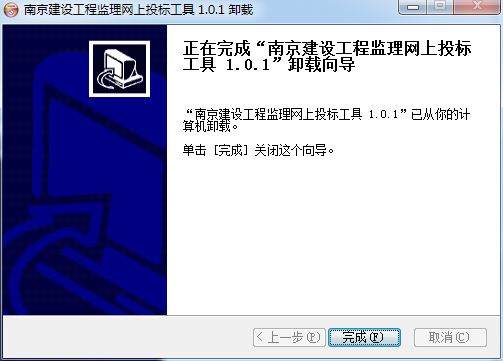 南京建设工程监理网上投标工具 1.0.1 卸载
正在完成“南京建设工程监理网上投标
工具 1.0.1”卸载向导
“南京建设工程监理网上投标工具 1.0.1”已从你的计
算机卸载。
单击 [完成] 关闭这个向导。
< 上一步(P)
完成(F)
取消(C)